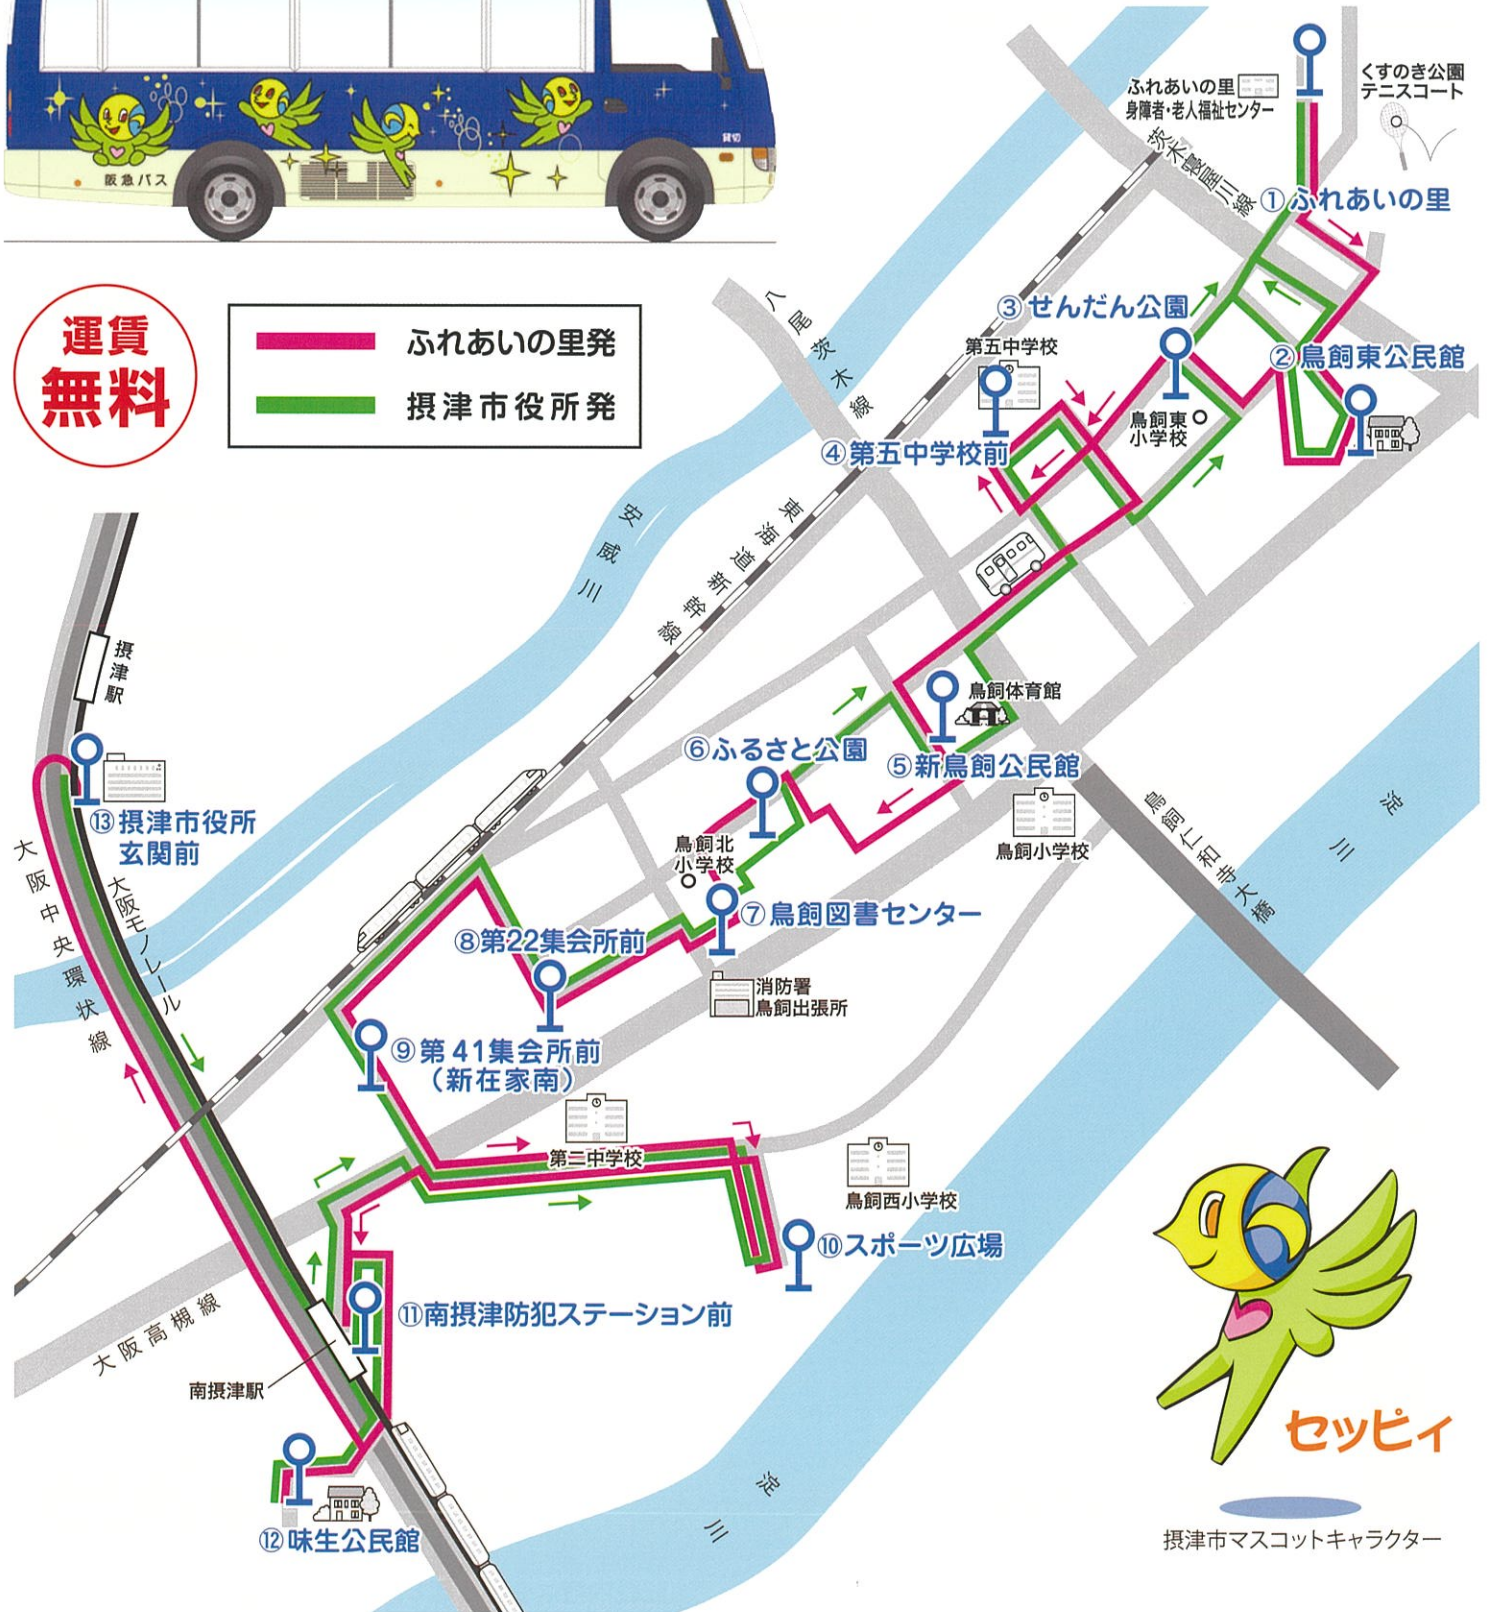 阪急バス
貸切
運賃
無料
ふれあいの里発
摂津市役所発
ふれあいの里
身障者・老人福祉センター
くすのき公園
テニスコート
茨木寝屋川線
①ふれあいの里
③せんだん公園
第五中学校
②鳥飼東公民館
鳥飼東
小学校
④第五中学校前
八尾茨木線
安威川
東海道新幹線
摂津駅
鳥飼体育館
⑥ふるさと公園
⑤新鳥飼公民館
⑬摂津市役所
玄関前
鳥飼北
小学校
鳥飼小学校
鳥飼仁和寺大橋
淀川
大阪中央環状線
大阪モノレール
⑦鳥飼図書センター
⑧第22集会所前
消防署
鳥飼出張所
⑨第41集会所前
（新在家南）
第二中学校
鳥飼西小学校
⑩スポーツ広場
⑪南摂津防犯ステーション前
大阪高槻線
南摂津駅
⑫味生公民館
淀川
セッピィ
摂津市マスコットキャラクター